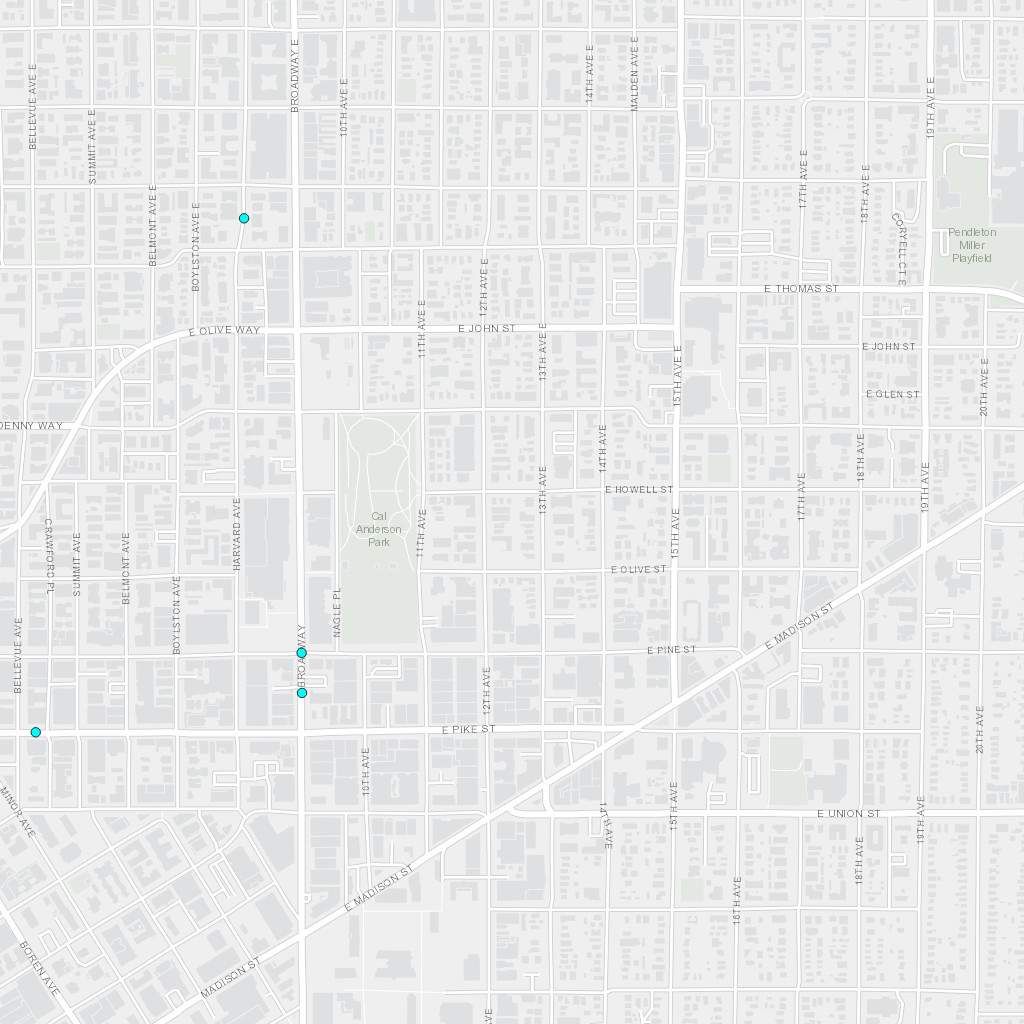 BROADWAY E
14TH AVE E
MALDEN AVE E
BELLEVUE AVE E
10TH AVE E
19TH AVE E
SUMMIT AVE E
17TH AVE E
18TH AVE E
BELMONT AVE E
BOYLSTON AVE E
CORYELL CT E
Pendleton
Miller
Playfield
12TH AVE E
E THOMAS ST
11TH AVE E
E OLIVE WAY
E JOHN ST
13TH AVE E
15TH AVE E
E JOHN ST
20TH AVE E
E GLEN ST
DENNY WAY
14TH AVE
18TH AVE
13TH AVE
19TH AVE
17TH AVE
E HOWELL ST
Cal
Anderson
Park
HARVARD AVE
11TH AVE
15TH AVE
CRAWFORD PL
SUMMIT AVE
BELMONT AVE
E OLIVE ST
BOYLSTON AVE
NAGLE PL
E MADISON ST
BELLEVUE AVE
BROADWAY
E PINE ST
12TH AVE
20TH AVE
E PIKE ST
10TH AVE
MINOR AVE
14TH AVE
15TH AVE
E UNION ST
19TH AVE
18TH AVE
16TH AVE
E MADISON ST
BOREN AVE
MADISON ST
AVE